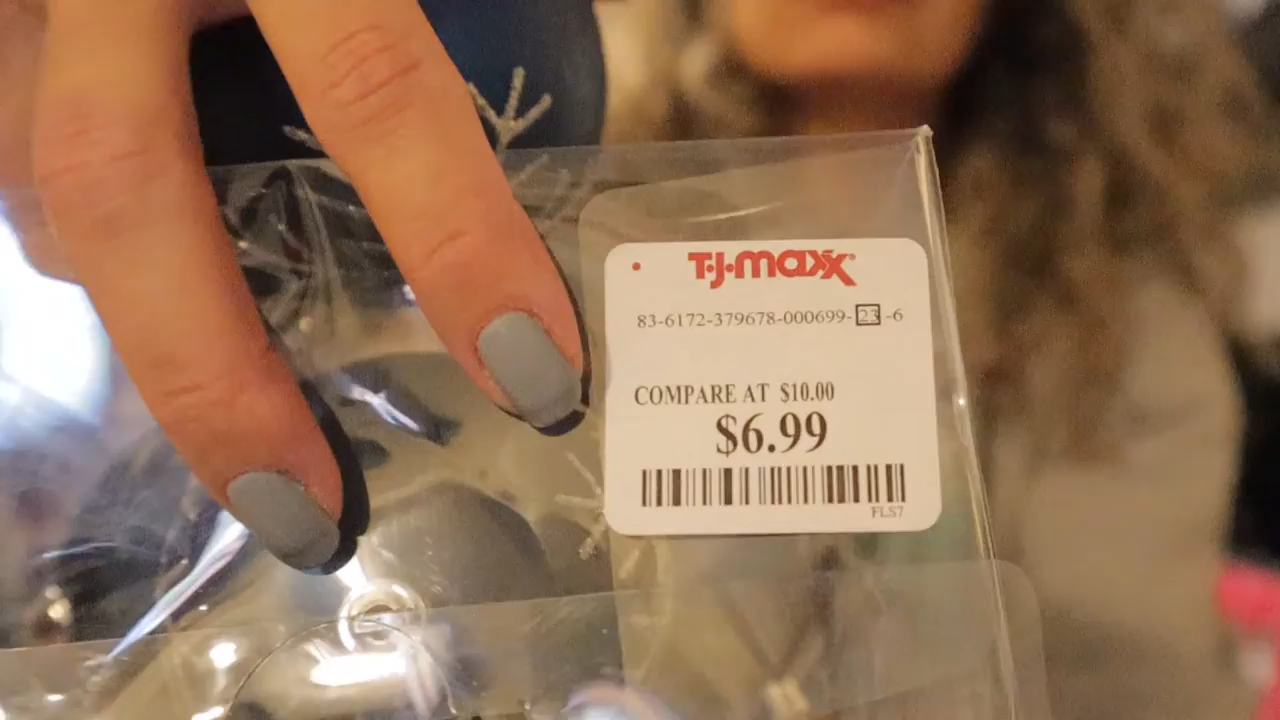 T·J·maxx®
83-6172-379678-000699- 23 -6
COMPARE AT $10.00
$6.99
FLS7